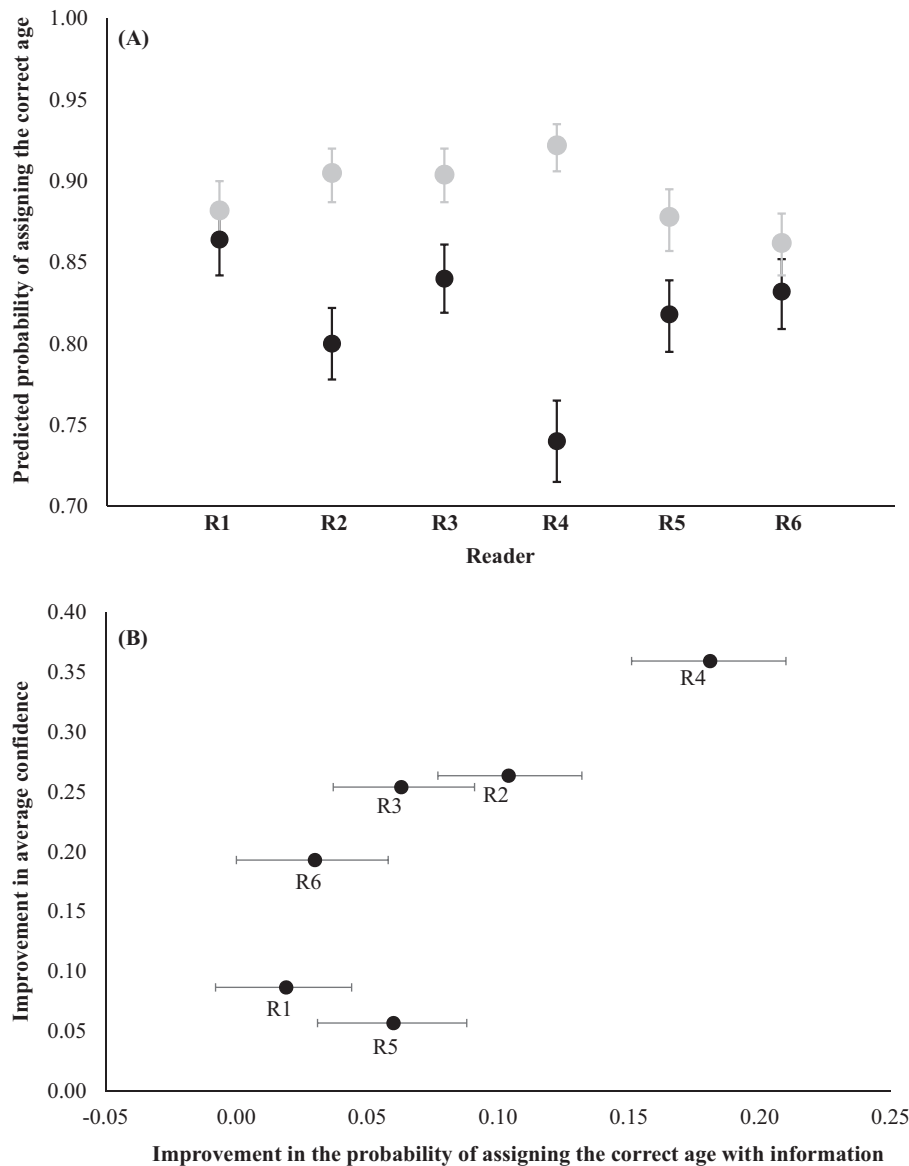 (A)
Predicted probability of assigning the correct age
1.00
0.95
0.90
0.85
0.80
0.75
0.70
R1 R2 R3 R4 R5 R6
Reader
(B)
Improvement in average confidence
0.40
0.35
0.30
0.25
0.20
0.15
0.10
0.05
0.00
R4
R2
R3
R6
R1
R5
-0.05 0.00 0.05 0.10 0.15 0.20 0.25
Improvement in the probability of assigning the correct age with information